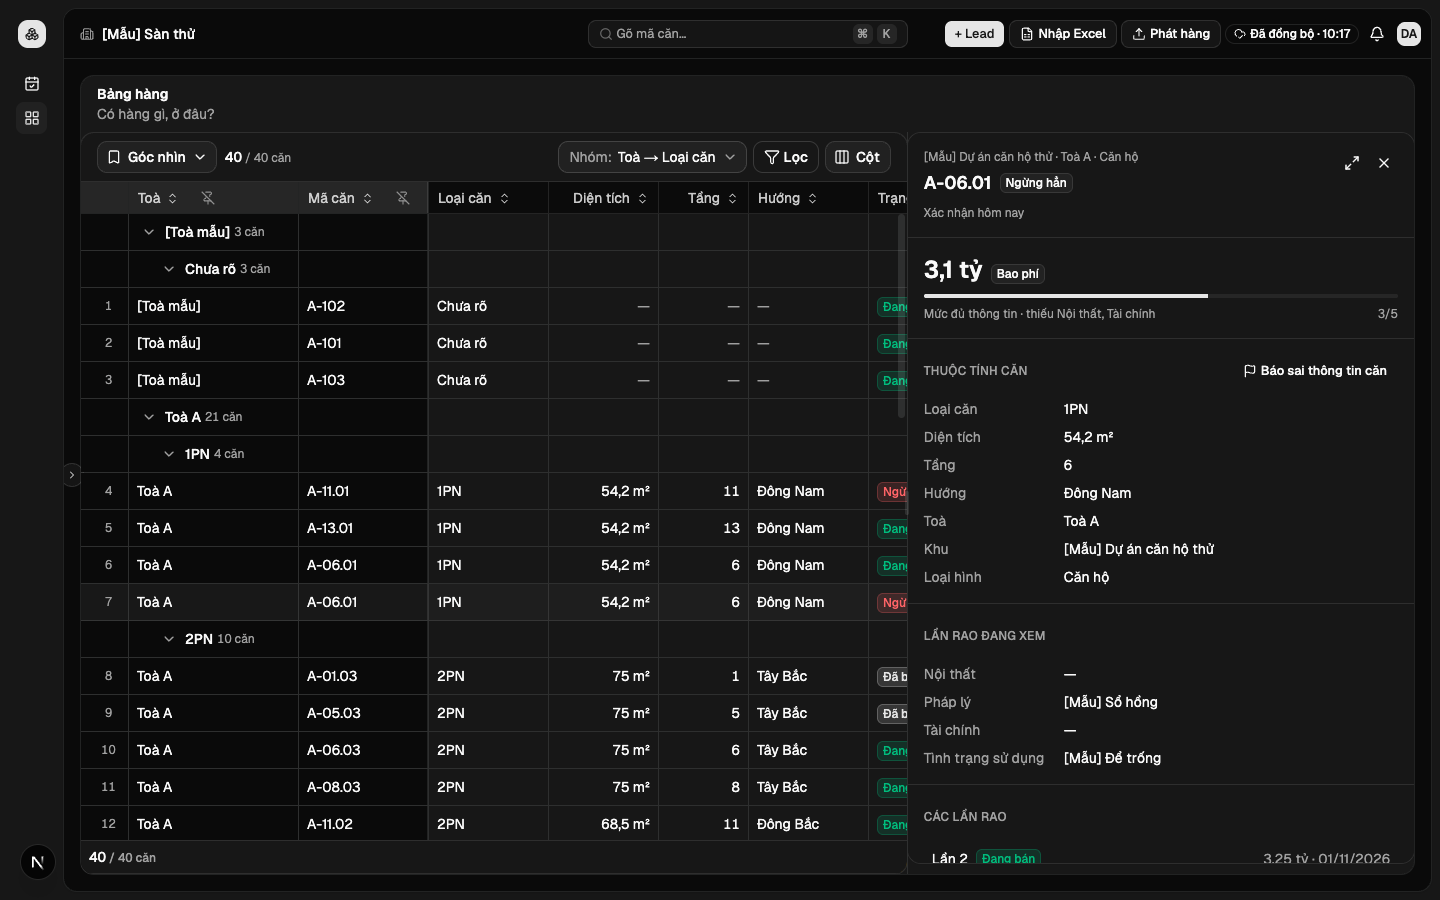 [Mẫu] Sàn thử
Gõ mã căn...
⌘ K
+ Lead
Nhập Excel
Phát hàng
Đã đồng bộ · 10:17
DA
Bảng hàng
Có hàng gì, ở đâu?
Góc nhìn
40 / 40 căn
Nhóm: Toà → Loại căn
Lọc
Cột
Toà Mã căn Loại căn Diện tích Tầng Hướng Trạng
[Toà mẫu] 3 căn
Chưa rõ 3 căn
1 [Toà mẫu] A-102 Chưa rõ — — — Đang
2 [Toà mẫu] A-101 Chưa rõ — — — Đang
3 [Toà mẫu] A-103 Chưa rõ — — — Đang
Toà A 21 căn
1PN 4 căn
4 Toà A A-11.01 1PN 54,2 m² 11 Đông Nam Ngừ
5 Toà A A-13.01 1PN 54,2 m² 13 Đông Nam Đang
6 Toà A A-06.01 1PN 54,2 m² 6 Đông Nam Đang
7 Toà A A-06.01 1PN 54,2 m² 6 Đông Nam Ngừ
2PN 10 căn
8 Toà A A-01.03 2PN 75 m² 1 Tây Bắc Đã b
9 Toà A A-05.03 2PN 75 m² 5 Tây Bắc Đã b
10 Toà A A-06.03 2PN 75 m² 6 Tây Bắc Đang
11 Toà A A-08.03 2PN 75 m² 8 Tây Bắc Đang
12 Toà A A-11.02 2PN 68,5 m² 11 Đông Bắc Đang
40 / 40 căn
N
[Mẫu] Dự án căn hộ thử · Toà A · Căn hộ
A-06.01 Ngừng hẳn
Xác nhận hôm nay
3,1 tỷ Bao phí
Mức đủ thông tin · thiếu Nội thất, Tài chính 3/5
THUỘC TÍNH CĂN
Báo sai thông tin căn
Loại căn 1PN
Diện tích 54,2 m²
Tầng 6
Hướng Đông Nam
Toà Toà A
Khu [Mẫu] Dự án căn hộ thử
Loại hình Căn hộ
LẦN RAO ĐANG XEM
Nội thất —
Pháp lý [Mẫu] Sổ hồng
Tài chính —
Tình trạng sử dụng [Mẫu] Để trống
CÁC LẦN RAO
Lần 2 Đang bán 3,25 tỷ · 01/11/2026